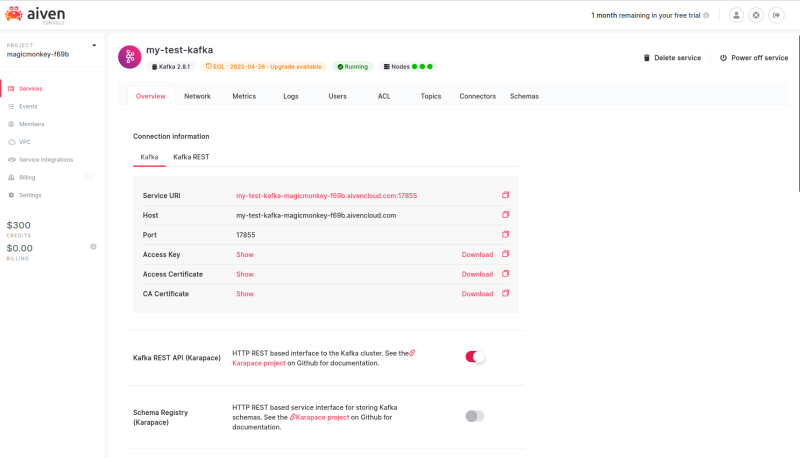 aiven
CONSOLE
1 month remaining in your free trial
PROJECT:
magicmonkey-f69b
Services
Events
Members
VPC
Service Integrations
Billing
Settings
$300
CREDITS
$0.00
BILLING
my-test-kafka
Kafka 2.8.1
EOL : 2022-04-26 : Upgrade available
Running
Nodes
Delete service
Power off service
Overview
Network
Metrics
Logs
Users
ACL
Topics
Connectors
Schemas
Connection information
Kafka
Kafka REST
Service URI my-test-kafka-magicmonkey-f69b.aivencloud.com:17855
Host my-test-kafka-magicmonkey-f69b.aivencloud.com
Port 17855
Access Key Show Download
Access Certificate Show Download
CA Certificate Show Download
Kafka REST API (Karapace)
HTTP REST based interface to the Kafka cluster. See the
Karapace project on Github for documentation.
Schema Registry
(Karapace)
HTTP REST based service interface for storing Kafka
schemas. See the Karapace project on Github for
documentation.